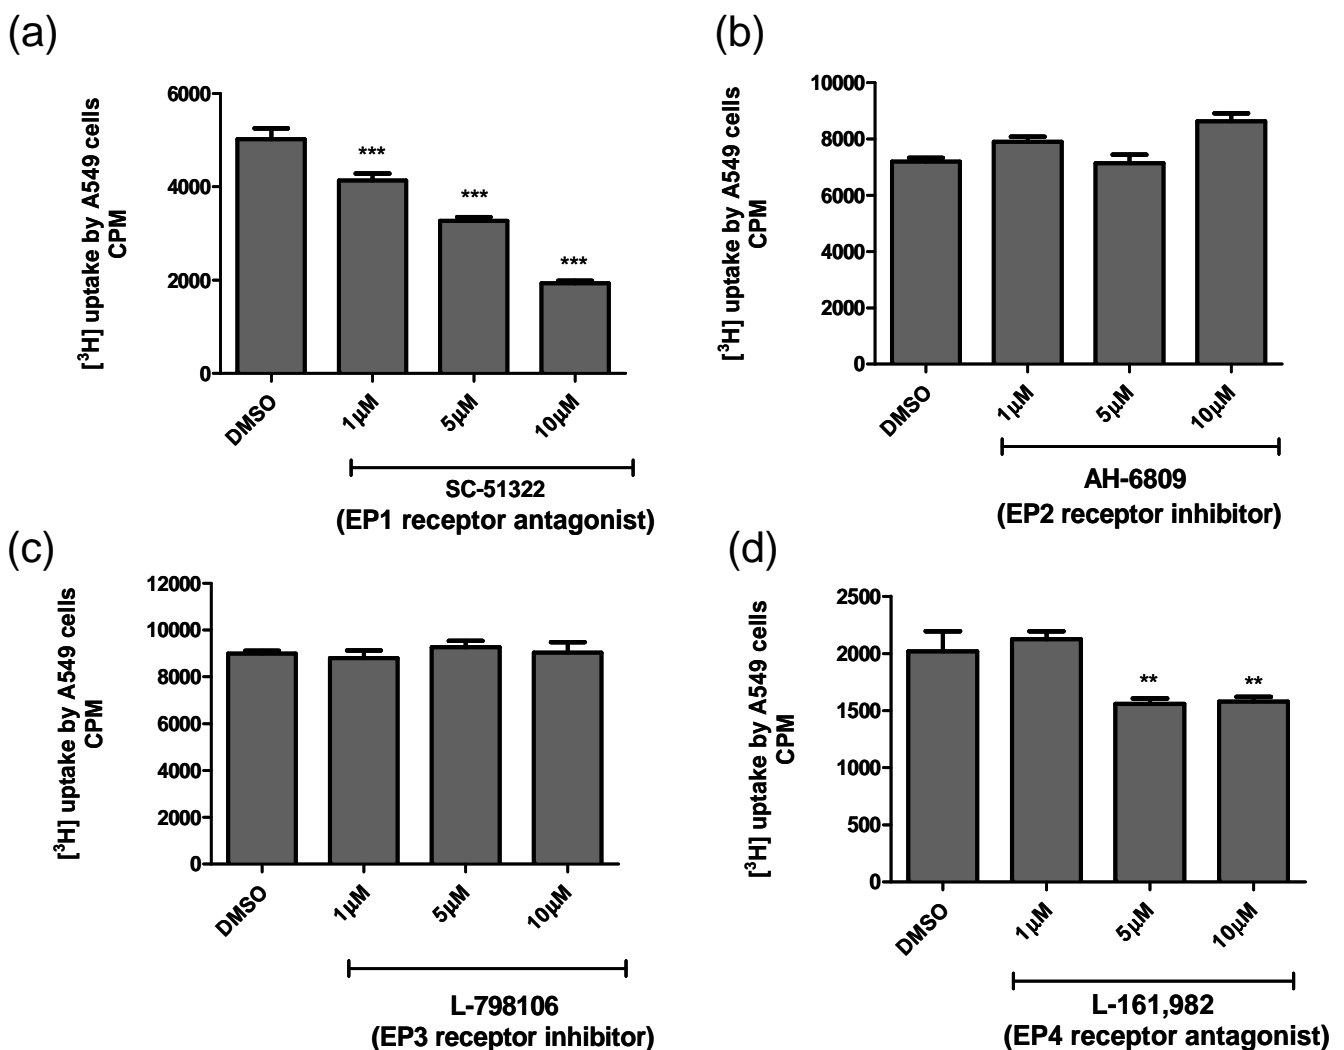 (a)
[³H] uptake by A549 cells
CPM
6000
4000
2000
0
***
***
***
DMSO
1µM
5µM
10µM
SC-51322
(EP1 receptor antagonist)
(b)
[³H] uptake by A549 cells
CPM
10000
8000
6000
4000
2000
0
DMSO
1µM
5µM
10µM
AH-6809
(EP2 receptor inhibitor)
(c)
[³H] uptake by A549 cells
CPM
12000
10000
8000
6000
4000
2000
0
DMSO
1µM
5µM
10µM
L-798106
(EP3 receptor inhibitor)
(d)
[³H] uptake by A549 cells
CPM
2500
2000
1500
1000
500
0
**
**
DMSO
1µM
5µM
10µM
L-161,982
(EP4 receptor antagonist)